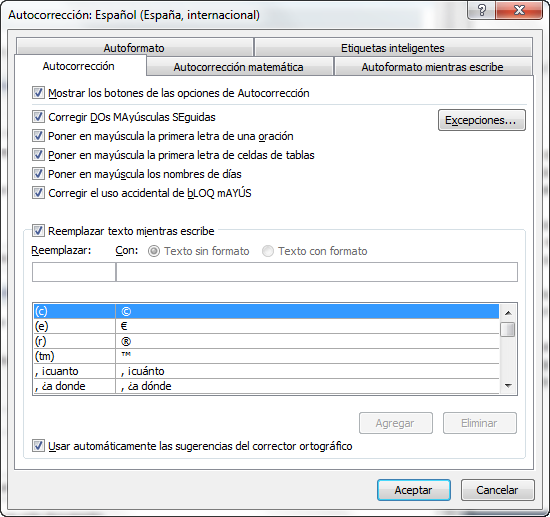 Autocorrección: Español (España, internacional)
Autoformato Etiquetas inteligentes
Autocorrección Autocorrección matemática Autoformato mientras escribe
Mostrar los botones de las opciones de Autocorrección
Corregir DOs MAyúsculas SEguidas
Excepciones...
Poner en mayúscula la primera letra de una oración
Poner en mayúscula la primera letra de celdas de tablas
Poner en mayúscula los nombres de días
Corregir el uso accidental de bLOQ mAYÚS
Reemplazar texto mientras escribe
Reemplazar: Con: Texto sin formato Texto con formato
(c) ©
(e) €
(r) ®
(tm) ™
, ¡cuanto , ¡cuánto
, ¿a donde , ¿a dónde
Agregar Eliminar
Usar automáticamente las sugerencias del corrector ortográfico
Aceptar Cancelar